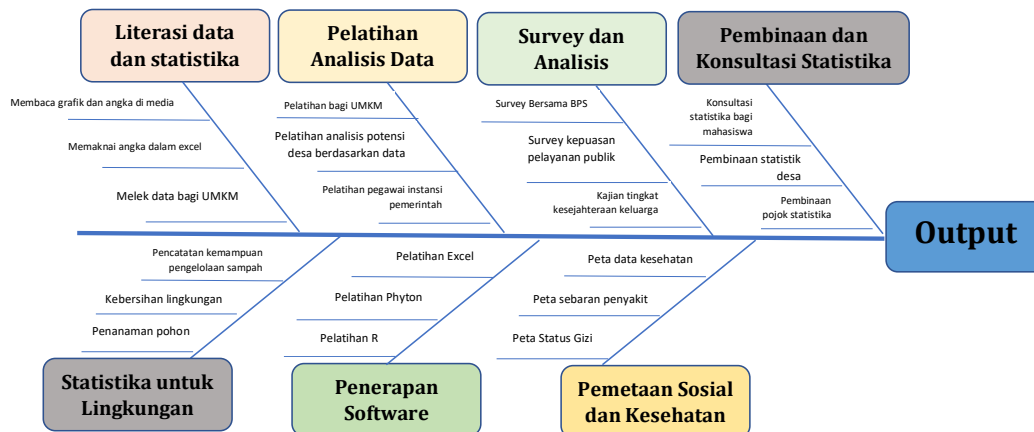 Literasi data
dan statistika
Membaca grafik dan angka di media
Memaknai angka dalam excel
Melek data bagi UMKM
Pelatihan
Analisis Data
Pelatihan bagi UMKM
Pelatihan analisis potensi
desa berdasarkan data
Pelatihan pegawai instansi
pemerintah
Survey dan
Analisis
Survey Bersama BPS
Survey kepuasan
pelayanan publik
Kajian tingkat
kesejahteraan keluarga
Pembinaan dan
Konsultasi Statistika
Konsultasi
statistika bagi
mahasiswa
Pembinaan statistik
desa
Pembinaan
pojok statistika
Output
Pencatatan kemampuan
pengelolaan sampah
Kebersihan lingkungan
Penanaman pohon
Statistika untuk
Lingkungan
Pelatihan Excel
Pelatihan Phyton
Pelatihan R
Penerapan
Software
Peta data kesehatan
Peta sebaran penyakit
Peta Status Gizi
Pemetaan Sosial
dan Kesehatan